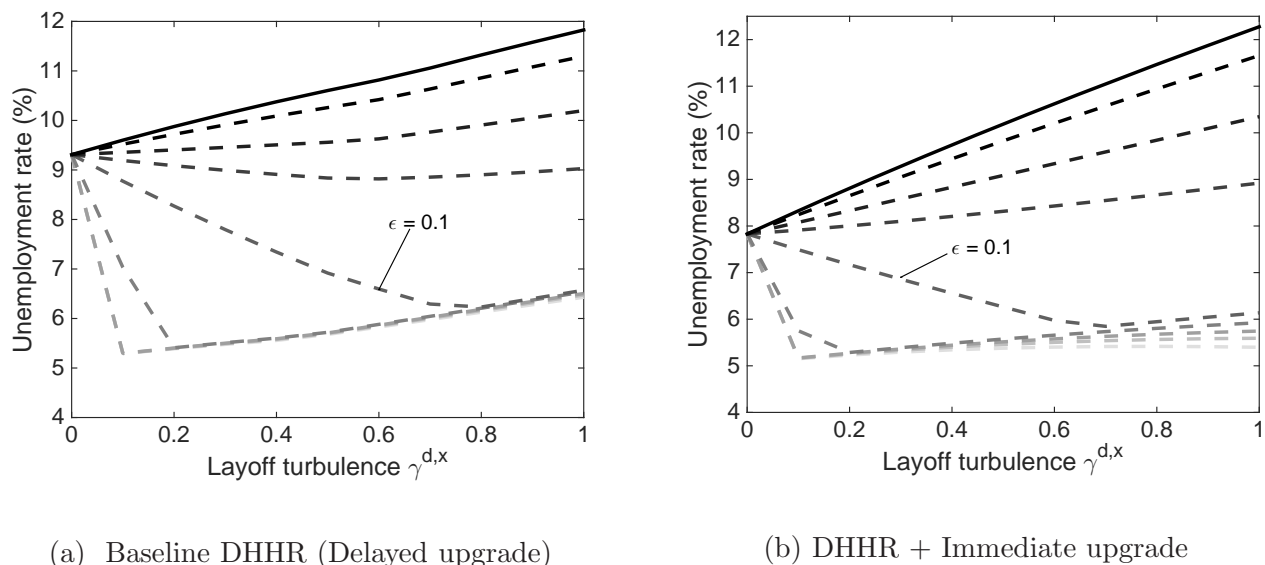 12
11
10
9
8
7
6
5
4
Unemployment rate (%)
ϵ = 0.1
0 0.2 0.4 0.6 0.8 1
Layoff turbulence γ^{d,x}
(a) Baseline DHHR (Delayed upgrade)
12
11
10
9
8
7
6
5
4
Unemployment rate (%)
ϵ = 0.1
0 0.2 0.4 0.6 0.8 1
Layoff turbulence γ^{d,x}
(b) DHHR + Immediate upgrade